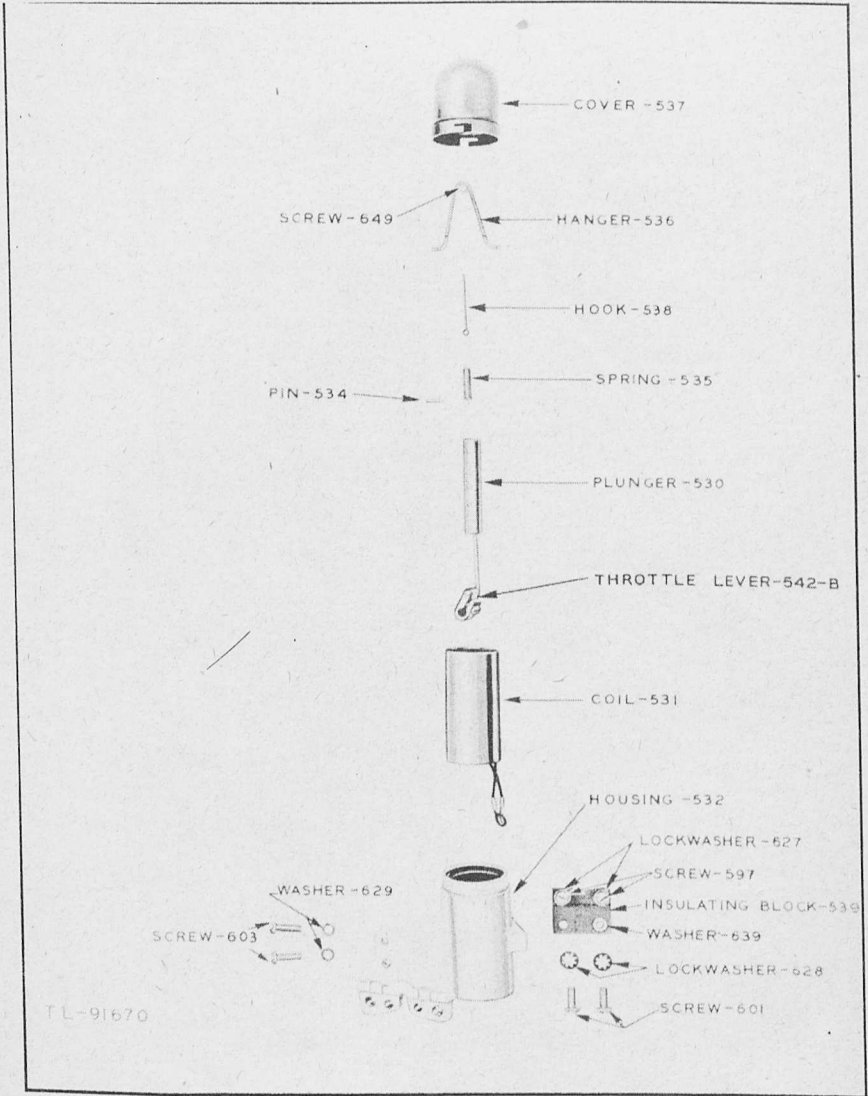 COVER-537
SCREW-649
HANGER-536
HOOK-538
SPRING-535
PIN-534
PLUNGER-530
THROTTLE LEVER-542-B
COIL-531
HOUSING-532
LOCKWASHER-627
SCREW-597
WASHER-629
INSULATING BLOCK-539
SCREW-603
WASHER-639
LOCKWASHER-628
SCREW-601
TL-91670